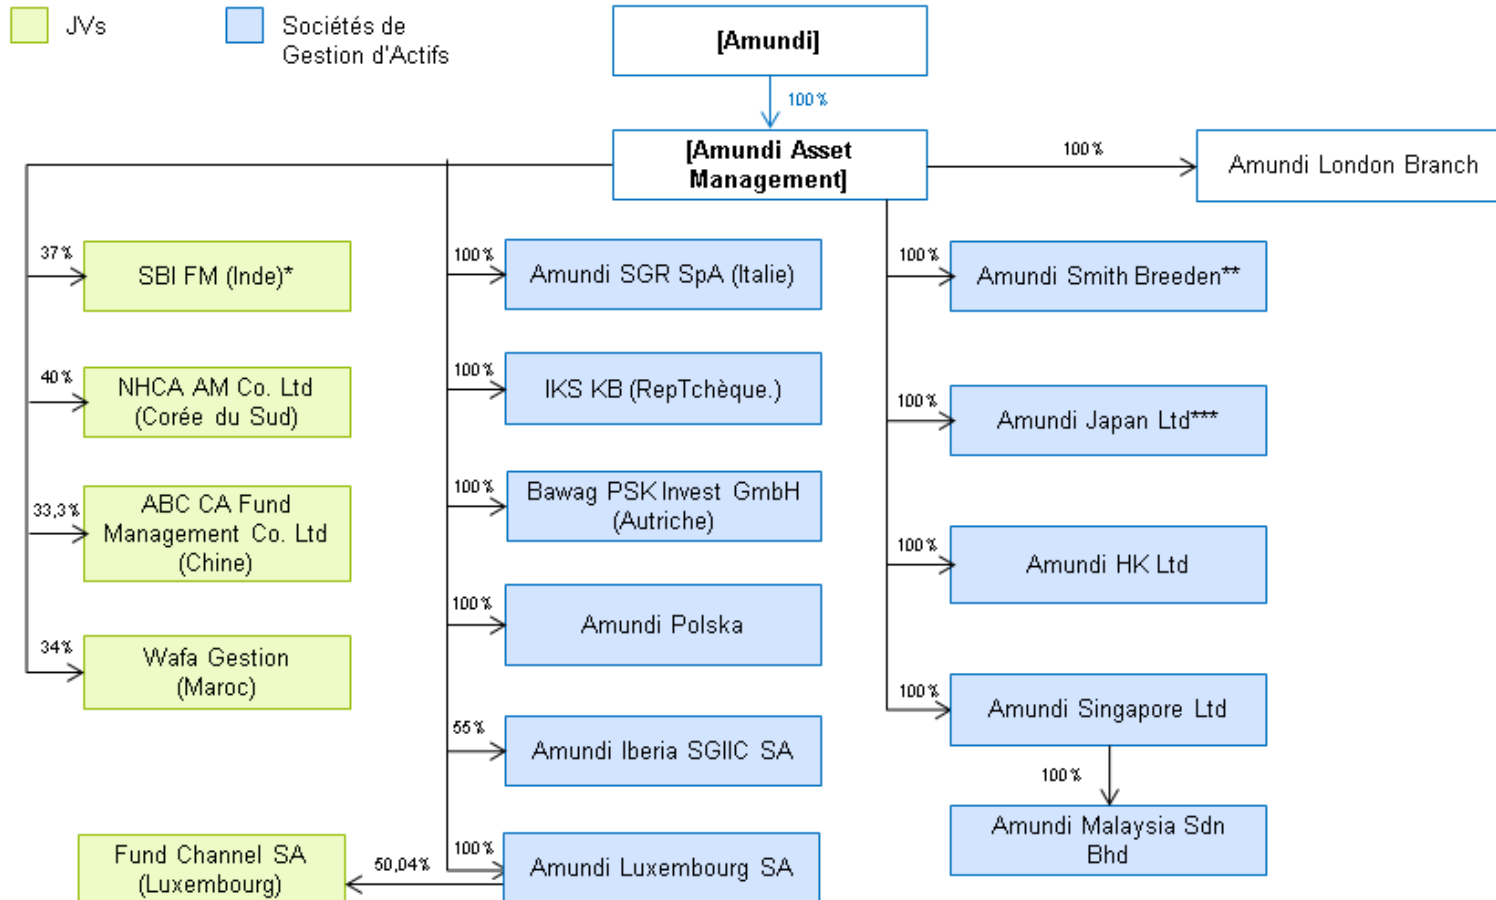 JVs
Sociétés de
Gestion d'Actifs
[Amundi]
100%
[Amundi Asset
Management]
100%
Amundi London Branch
37%
SBI FM (Inde)*
40%
NHCA AM Co. Ltd
(Corée du Sud)
33,3%
ABC CA Fund
Management Co. Ltd
(Chine)
34%
Wafa Gestion
(Maroc)
100%
Amundi SGR SpA (Italie)
100%
IKS KB (RepTchèque.)
100%
Bawag PSK Invest GmbH
(Autriche)
100%
Amundi Polska
55%
Amundi Iberia SGIIC SA
100%
Amundi Luxembourg SA
50,04%
Fund Channel SA
(Luxembourg)
100%
Amundi Smith Breeden**
100%
Amundi Japan Ltd***
100%
Amundi HK Ltd
100%
Amundi Singapore Ltd
100%
Amundi Malaysia Sdn
Bhd